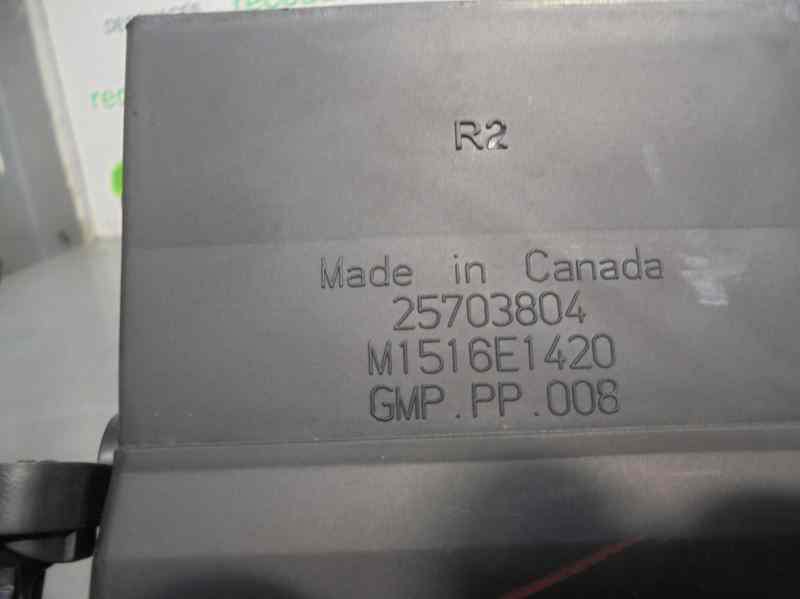 R2
Made in Canada
25703804
M1516E1420
GMP.PP.008